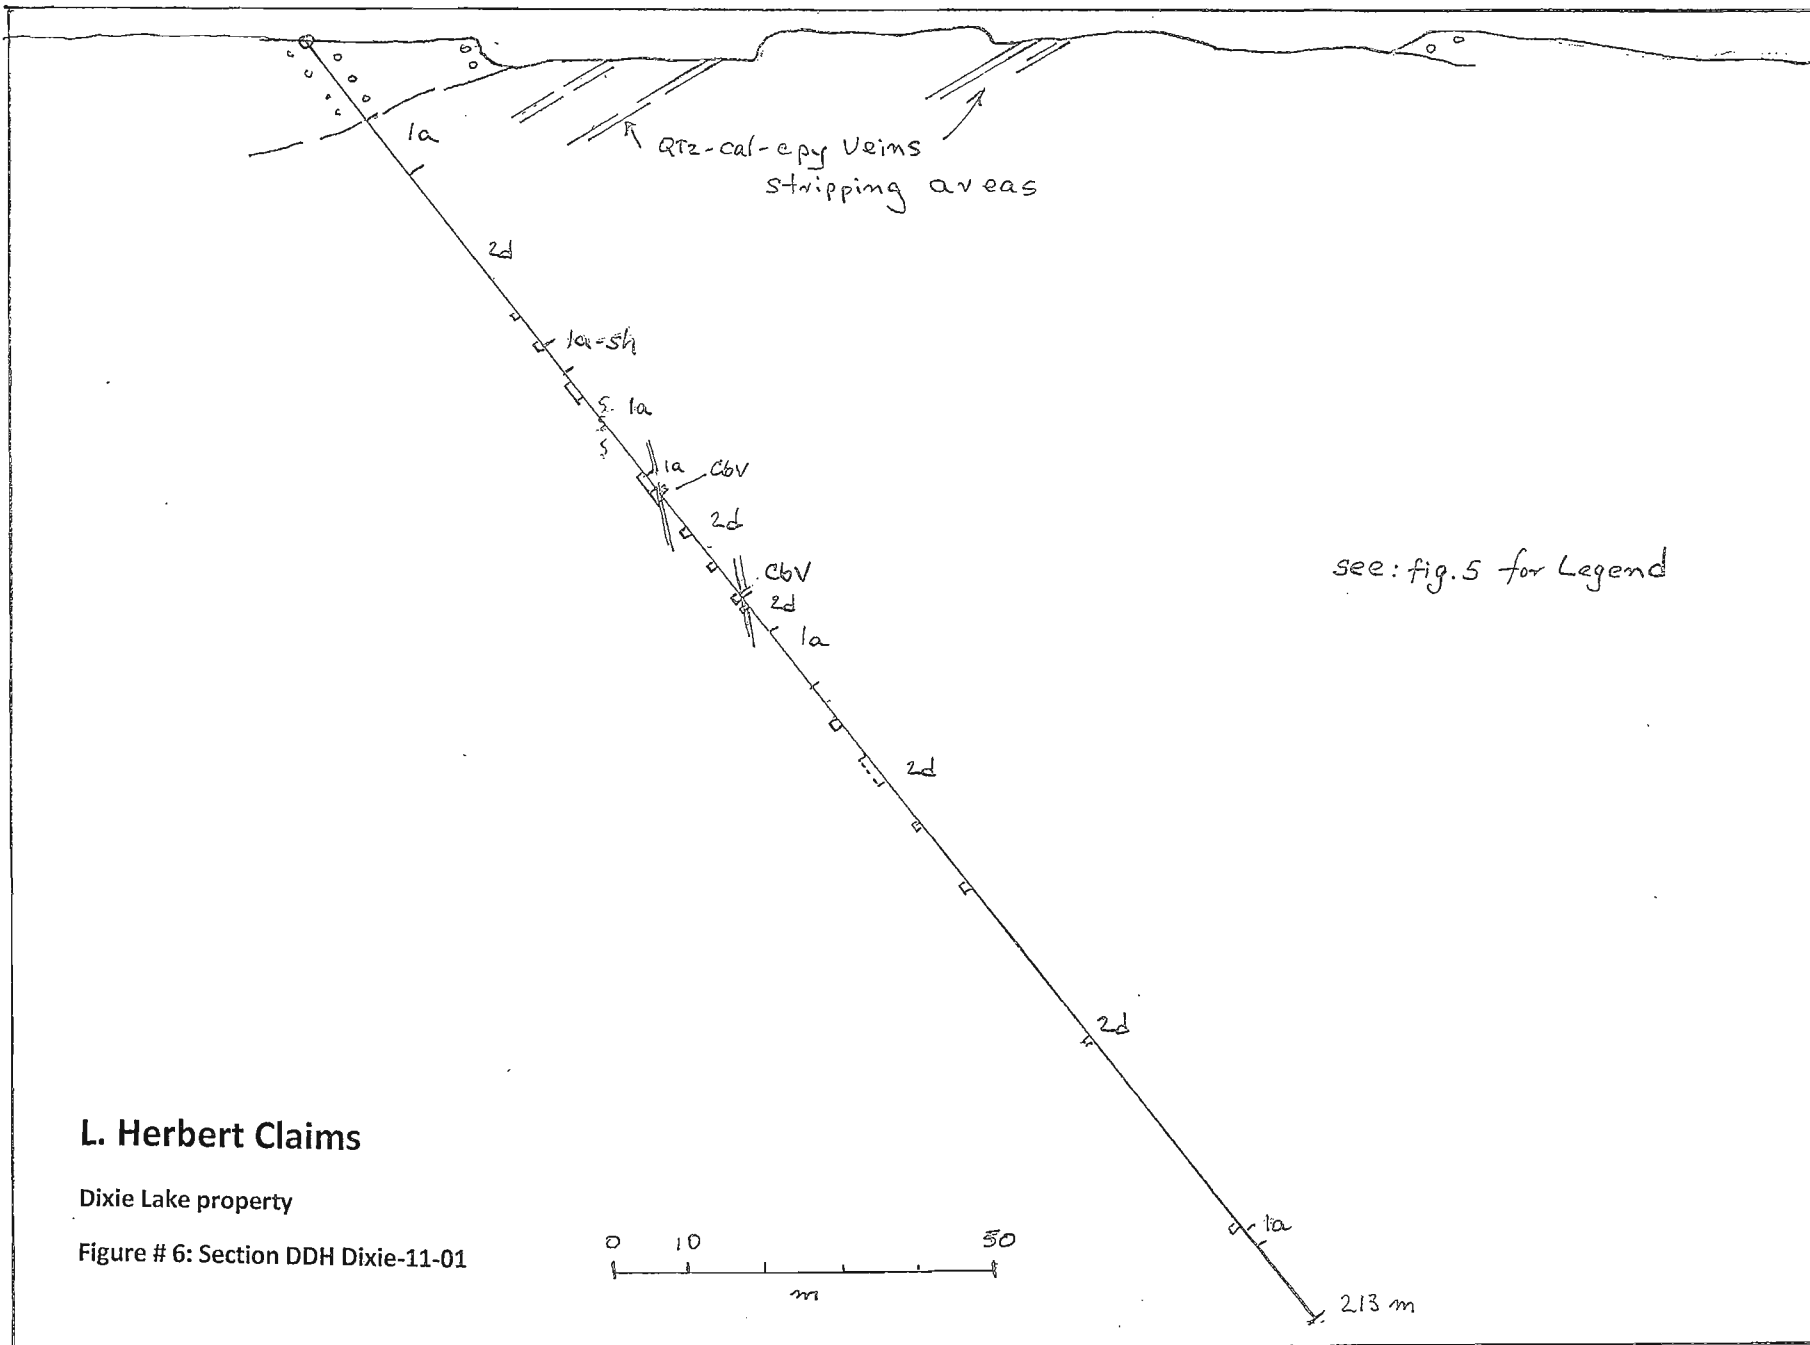 1a
QTz-cal-cpy Veins
stripping areas
2d
1a-sh
1a
1a
CbV
2d
see: fig.5 for Legend
CbV
2d
1a
2d
2d
L. Herbert Claims
Dixie Lake property
Figure # 6: Section DDH Dixie-11-01
0 10 50
m
1a
213 m